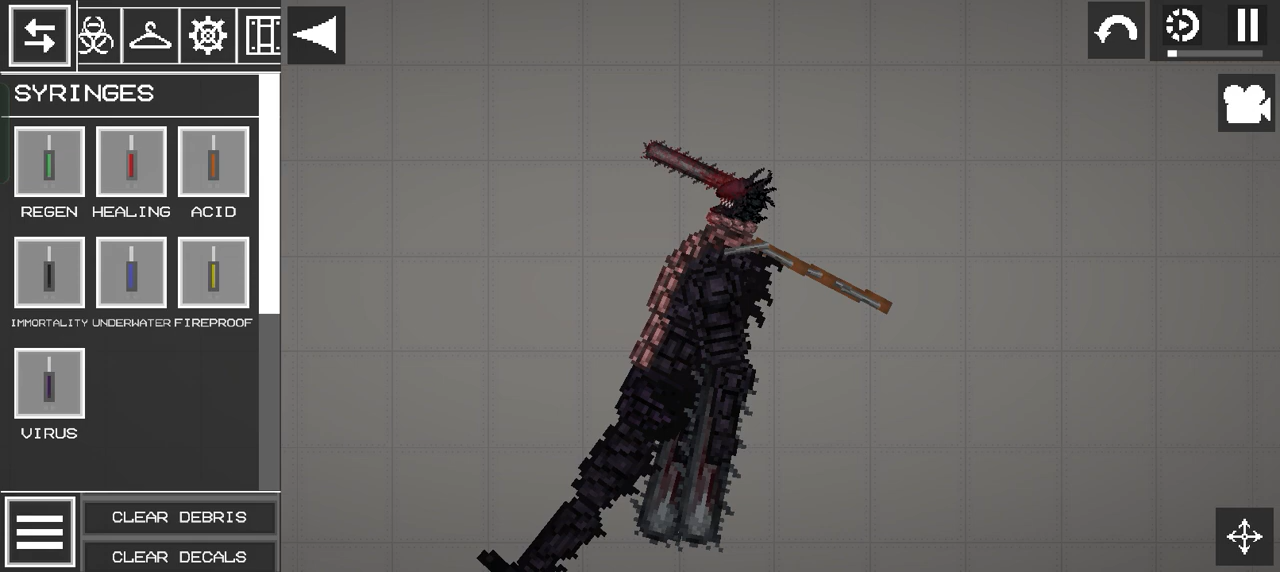 SYRINGES
REGEN HEALING ACID
IMMORTALITY UNDERWATER FIREPROOF
VIRUS
CLEAR DEBRIS
CLEAR DECALS